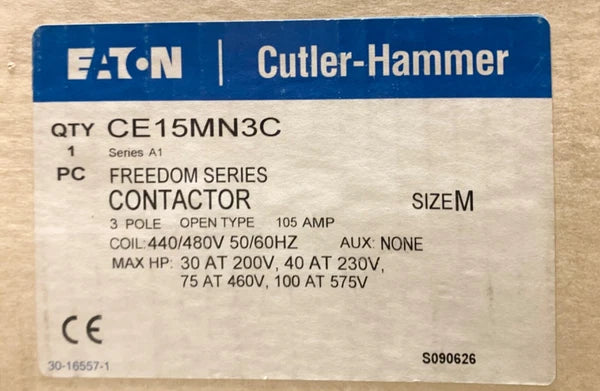 EATON | Cutler-Hammer
QTY CE15MN3C
1 Series A1
PC FREEDOM SERIES
CONTACTOR SIZE M
3 POLE OPEN TYPE 105 AMP
COIL: 440/480V 50/60HZ AUX: NONE
MAX HP: 30 AT 200V, 40 AT 230V,
75 AT 460V, 100 AT 575V
CE
30-16557-1 S090626